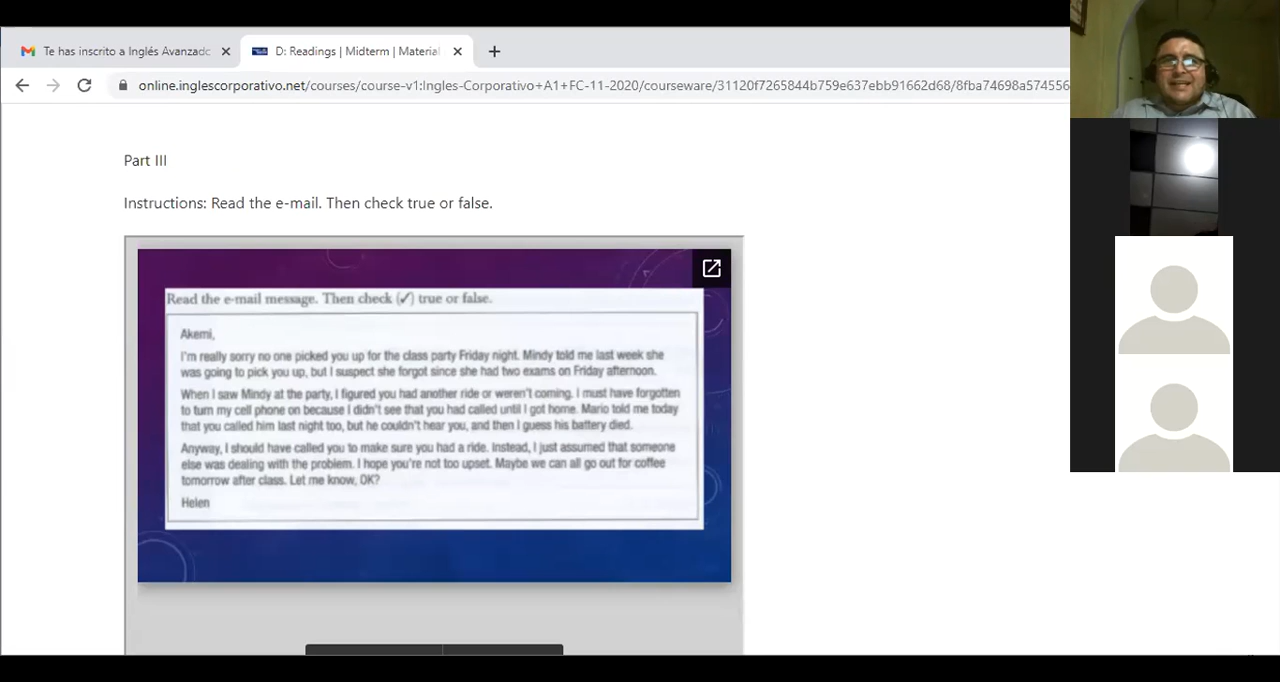 Te has inscrito a Inglés Avanzado
D: Readings | Midterm | Material
online.inglescorporativo.net/courses/course-v1:Ingles-Corporativo+A1+FC-11-2020/courseware/31120f7265844b759e637ebb91662d68/8fba74698a574556
Part III
Instructions: Read the e-mail. Then check true or false.
Read the e-mail message. Then check (✓) true or false.
Akemi,
I'm really sorry no one picked you up for the class party Friday night. Mindy told me last week she
was going to pick you up, but I suspect she forgot since she had two exams on Friday afternoon.
When I saw Mindy at the party, I figured you had another ride or weren't coming. I must have forgotten
to turn my cell phone on because I didn't see that you had called until I got home. Mario told me today
that you called him last night too, but he couldn't hear you, and then I guess his battery died.
Anyway, I should have called you to make sure you had a ride. Instead, I just assumed that someone
else was dealing with the problem. I hope you're not too upset. Maybe we can all go out for coffee
tomorrow after class. Let me know, OK?
Helen